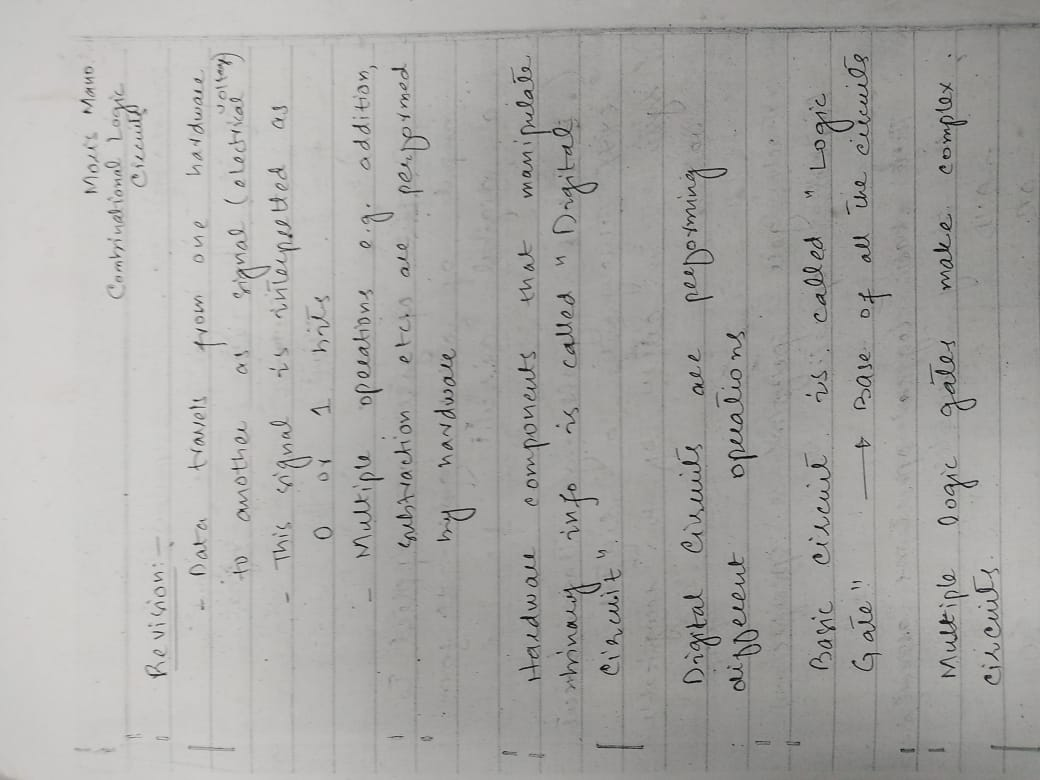 Moris Mano
Combinational Logic
Circuits
Revision:-
- Data travels from one hardware
to another as signal (electrical voltage)
- This signal is interpretted as
0 or 1 bits
- Multiple operations e.g. addition,
subtraction etc. are performed
by hardware
Hardware components that manipulate
binary info is called "Digital
Circuit".
Digital Circuits are perporming
different operations
Basic circuit is called "Logic
Gate" → Base of all the circuits
Multiple logic gates make complex.
circuits.